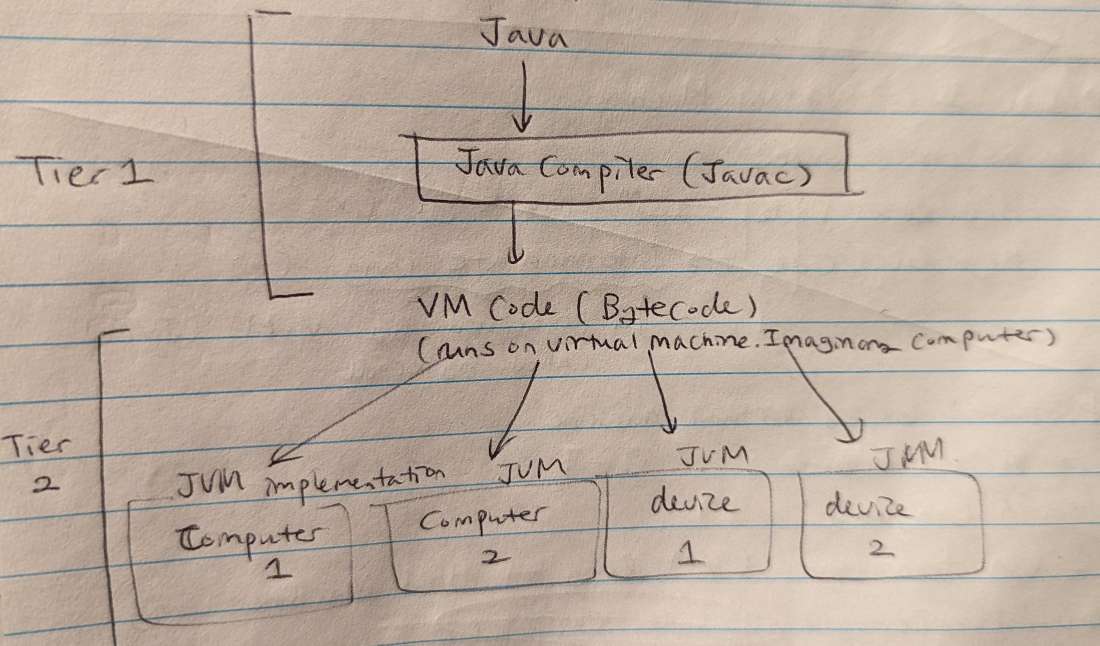 Java
Java Compiler (Javac)
Tier 1
VM Code (Bytecode)
(runs on virtual machine. Imaginary computer)
Tier
2
JVM implementation
JVM
JVM
JVM
Computer
1
Computer
2
device
1
device
2